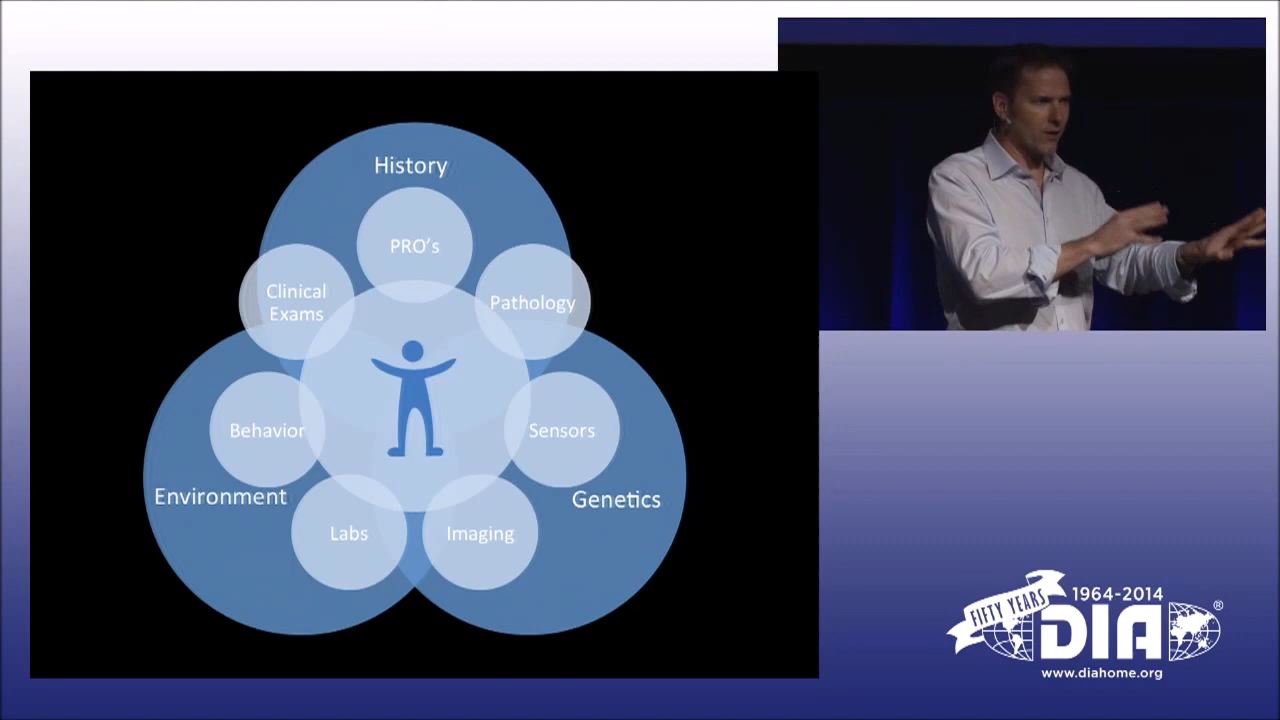 History
PRO's
Clinical
Exams
Pathology
Behavior
Sensors
Environment
Genetics
Labs
Imaging
FIFTY YEARS
1964-2014
DIA®
www.diahome.org